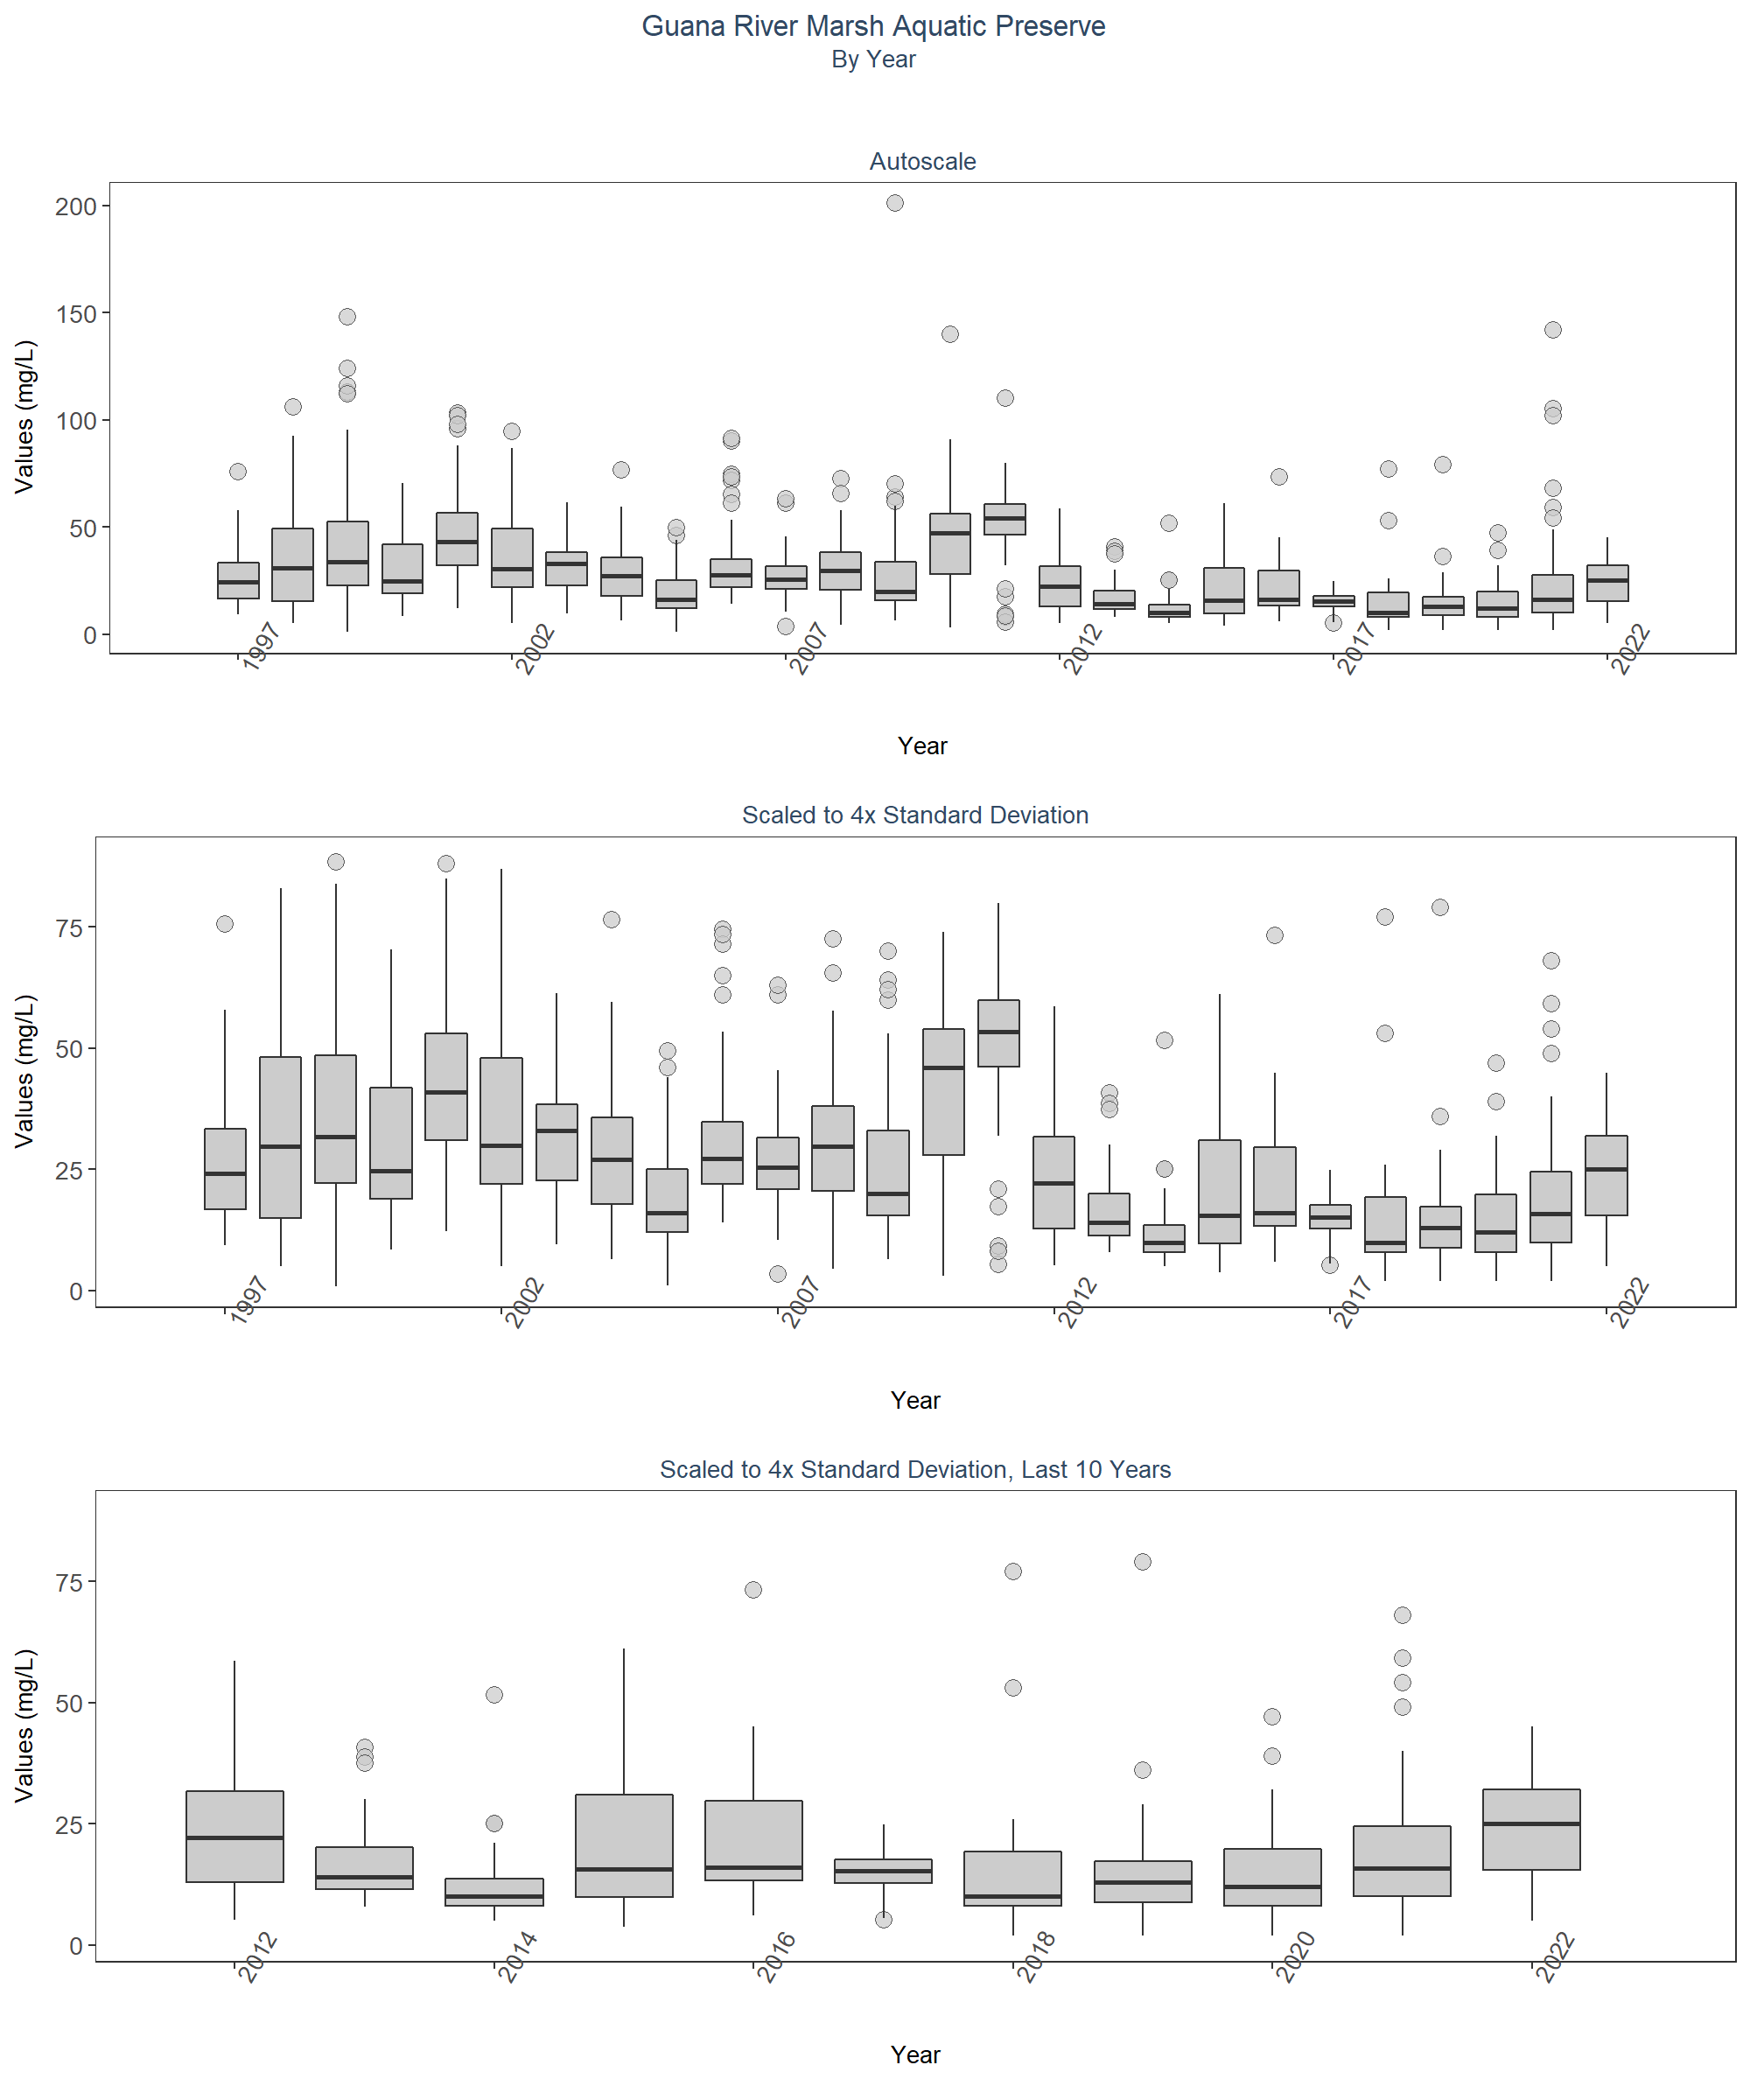 Guana River Marsh Aquatic Preserve
By Year
Autoscale
Values (mg/L)
200
150
100
50
0
1997 2002 2007 2012 2017 2022
Year
Scaled to 4x Standard Deviation
Values (mg/L)
75
50
25
0
1997 2002 2007 2012 2017 2022
Year
Scaled to 4x Standard Deviation, Last 10 Years
Values (mg/L)
75
50
25
0
2012 2014 2016 2018 2020 2022
Year